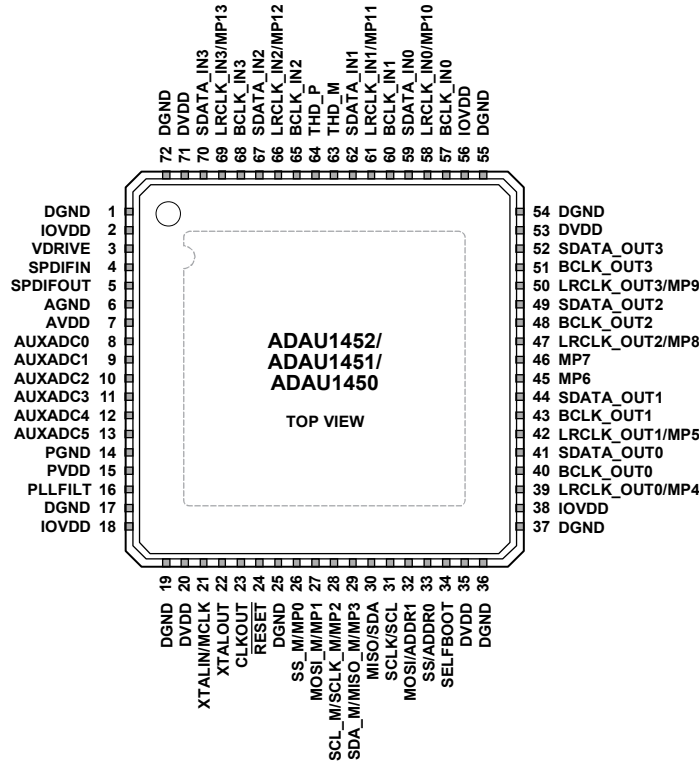 72 DGND
71 DVDD
70 SDATA_IN3
69 LRCLK_IN3/MP13
68 BCLK_IN3
67 SDATA_IN2
66 LRCLK_IN2/MP12
65 BCLK_IN2
64 THD_P
63 THD_M
62 SDATA_IN1
61 LRCLK_IN1/MP11
60 BCLK_IN1
59 SDATA_IN0
58 LRCLK_IN0/MP10
57 BCLK_IN0
56 IOVDD
55 DGND
DGND 1
IOVDD 2
VDRIVE 3
SPDIFIN 4
SPDIFOUT 5
AGND 6
AVDD 7
AUXADC0 8
AUXADC1 9
AUXADC2 10
AUXADC3 11
AUXADC4 12
AUXADC5 13
PGND 14
PVDD 15
PLLFILT 16
DGND 17
IOVDD 18
ADAU1452/
ADAU1451/
ADAU1450
TOP VIEW
54 DGND
53 DVDD
52 SDATA_OUT3
51 BCLK_OUT3
50 LRCLK_OUT3/MP9
49 SDATA_OUT2
48 BCLK_OUT2
47 LRCLK_OUT2/MP8
46 MP7
45 MP6
44 SDATA_OUT1
43 BCLK_OUT1
42 LRCLK_OUT1/MP5
41 SDATA_OUT0
40 BCLK_OUT0
39 LRCLK_OUT0/MP4
38 IOVDD
37 DGND
DGND 19
DVDD 20
XTALIN/MCLK 21
XTALOUT 22
CLKOUT 23
RESET 24
DGND 25
SS_M/MP0 26
MOSI_M/MP1 27
SCL_M/SCLK_M/MP2 28
SDA_M/MISO_M/MP3 29
MISO/SDA 30
SCLK/SCL 31
MOSI/ADDR1 32
SS/ADDR0 33
SELFBOOT 34
DVDD 35
DGND 36